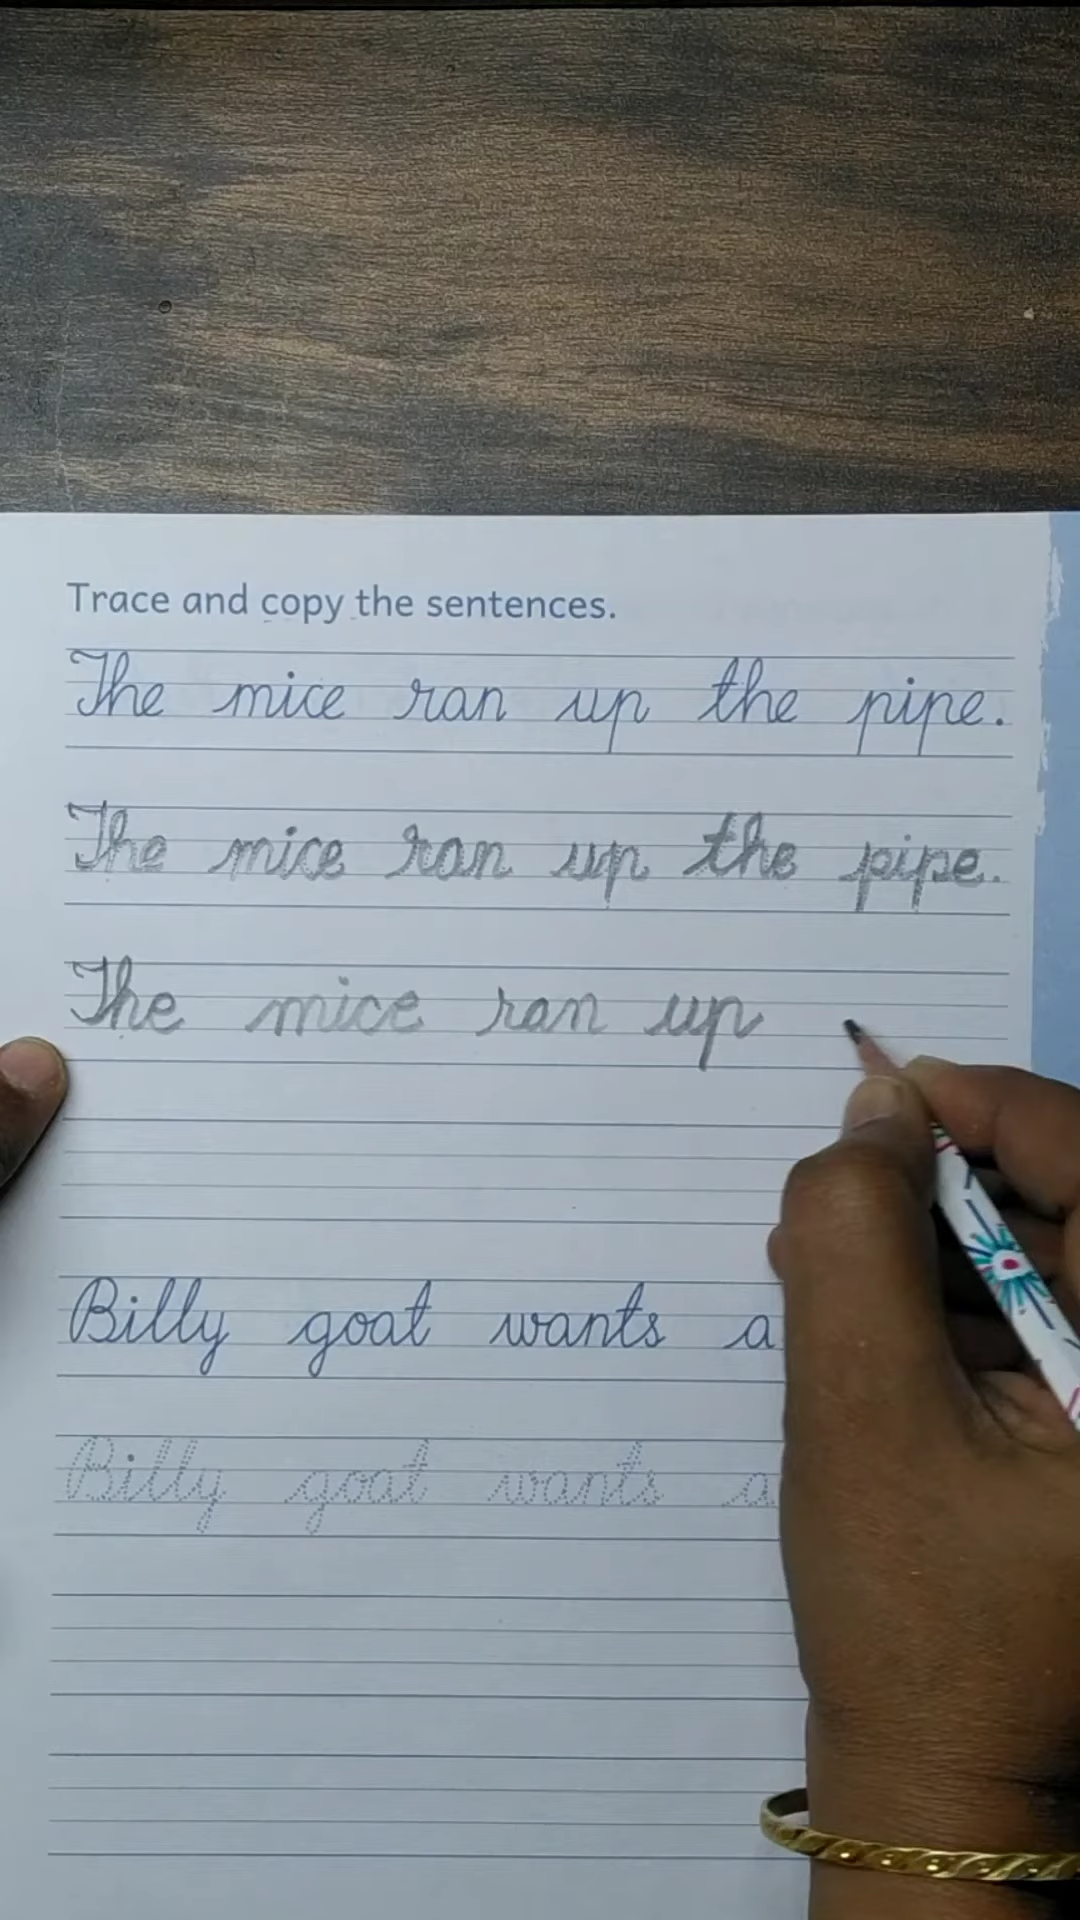 Trace and copy the sentences.
The mice ran up the pipe.
The mice ran up the pipe.
The mice ran up
Billy goat wants a
Billy goat wants a